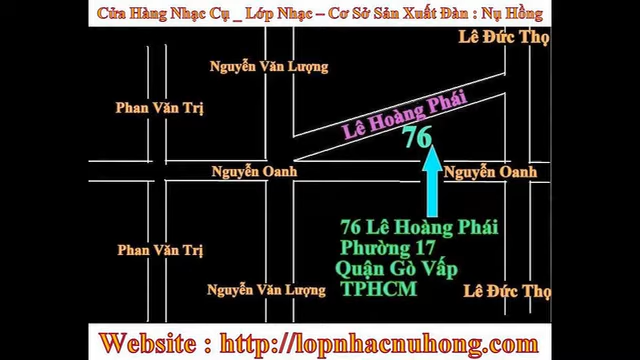 Cửa Hàng Nhạc Cụ _ Lớp Nhạc – Cơ Sở Sản Xuất Đàn : Nụ Hồng
Lê Đức Thọ
Nguyễn Văn Lượng
Phan Văn Trị
Lê Hoàng Phái
76
Nguyễn Oanh
Nguyễn Oanh
76 Lê Hoàng Phái
Phường 17
Quận Gò Vấp
TPHCM
Phan Văn Trị
Nguyễn Văn Lượng
Lê Đức Thọ
Website : http://lopnhacnuhong.com